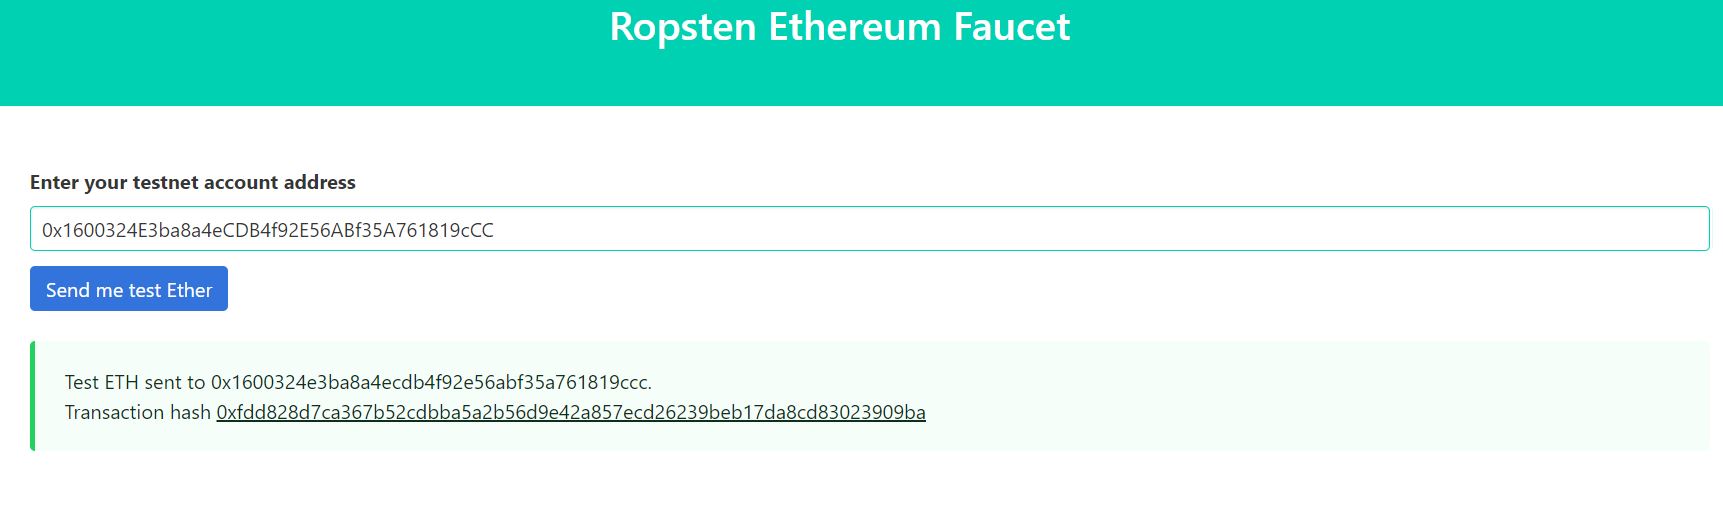 Ropsten Ethereum Faucet
Enter your testnet account address
0x1600324E3ba8a4eCDB4f92E56ABf35A761819cCC
Send me test Ether
Test ETH sent to 0x1600324e3ba8a4ecdb4f92e56abf35a761819ccc.
Transaction hash 0xfdd828d7ca367b52cdbba5a2b56d9e42a857ecd26239beb17da8cd83023909ba